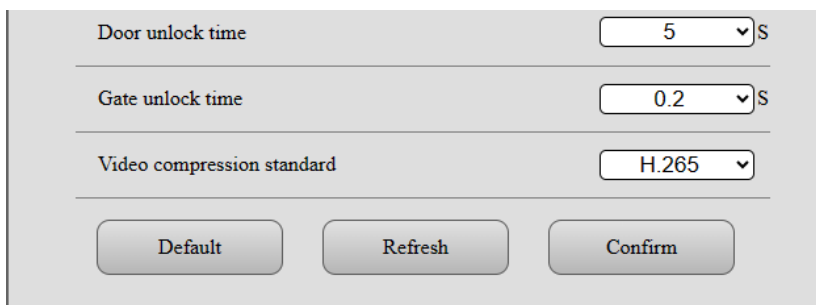 Door unlock time 5 S
Gate unlock time 0.2 S
Video compression standard H.265
Default Refresh Confirm